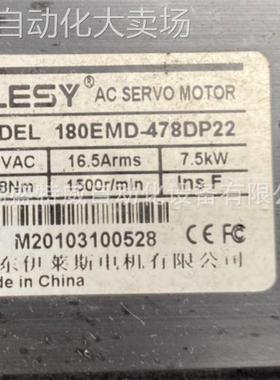 自动化大卖场
LESY® AC SERVO MOTOR
DEL 180EMD-478DP22
VAC 16.5Arms 7.5kW
8Nm 1500r/min Ins F
M20103100528 CE FC
东伊莱斯电机有限公司
de in China